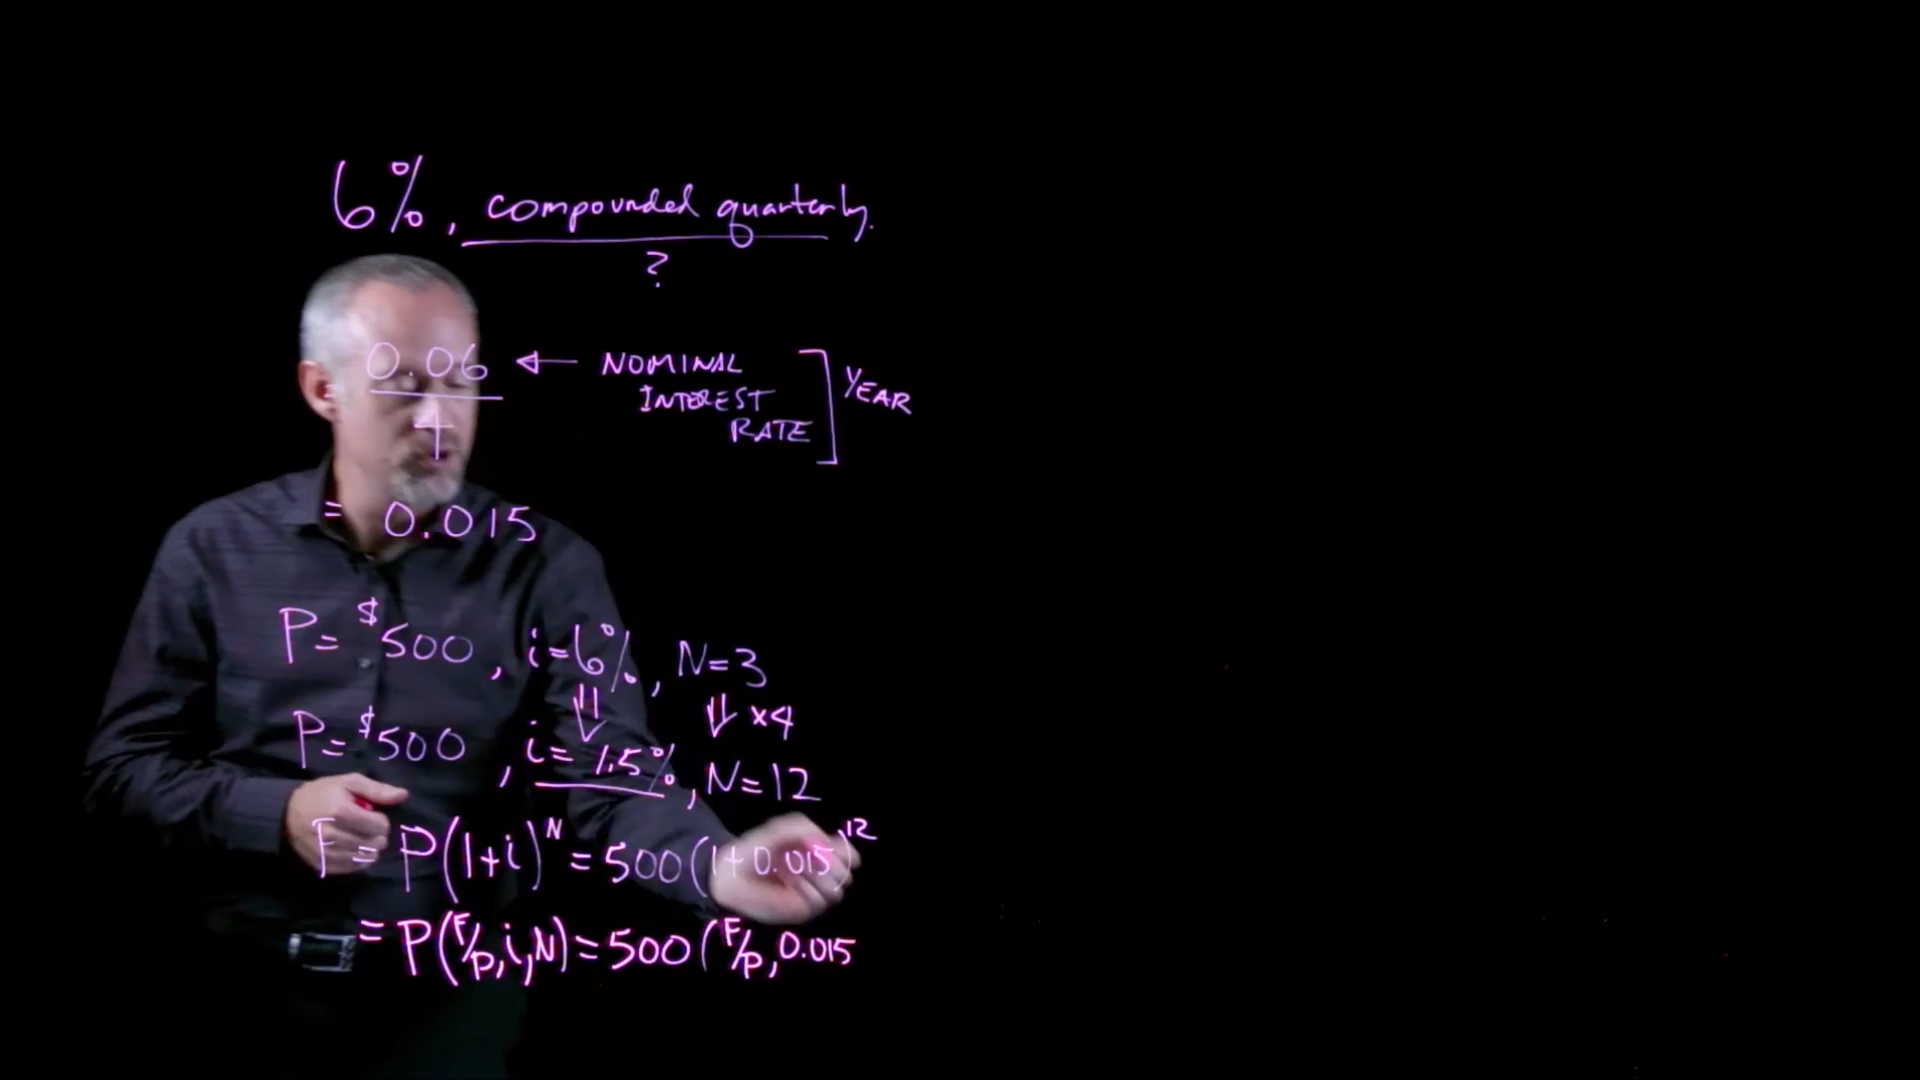 6%, compounded quarterly.
?
0.06 ← NOMINAL INTEREST RATE ] YEAR
4
= 0.015
P= $500, i=6%, N=3
⇓ ⇓ ×4
P= $500, i= 1.5%, N=12
F = P(1+i)^N = 500(1+0.015)^12
= P(F/P,i,N) = 500(F/P,0.015